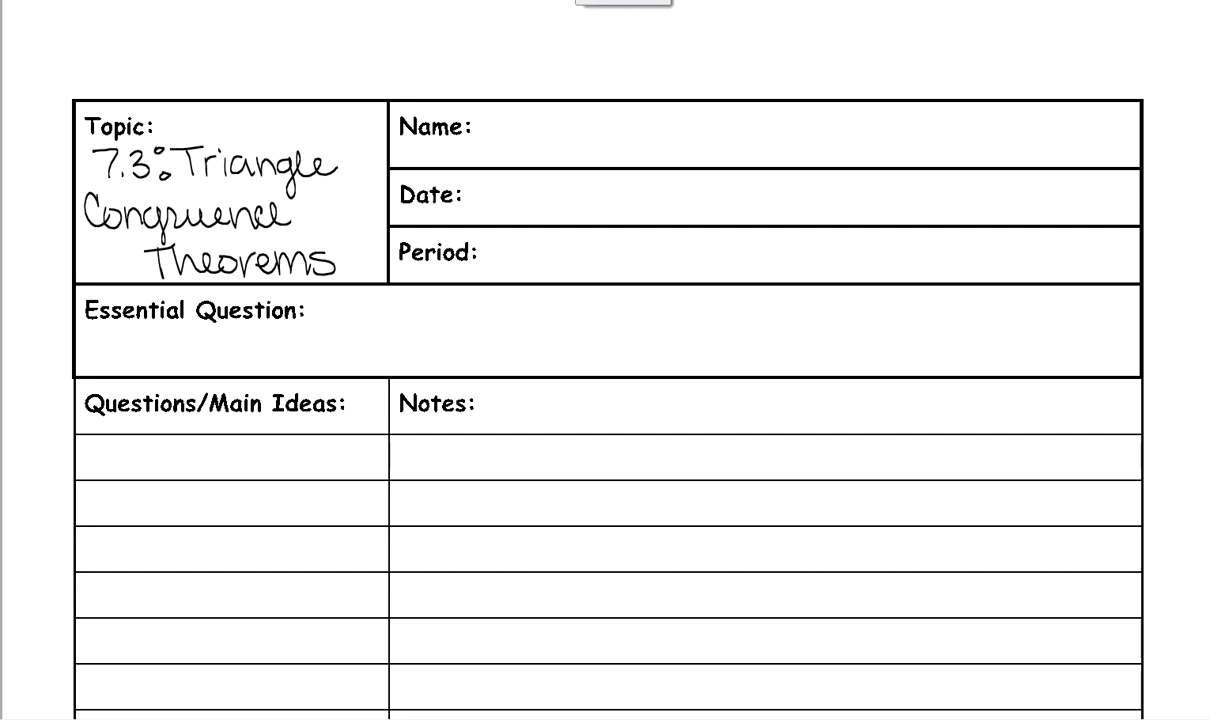 Topic:
7.3: Triangle
Congruence
Theorems
Name:
Date:
Period:
Essential Question:
Questions/Main Ideas:
Notes: